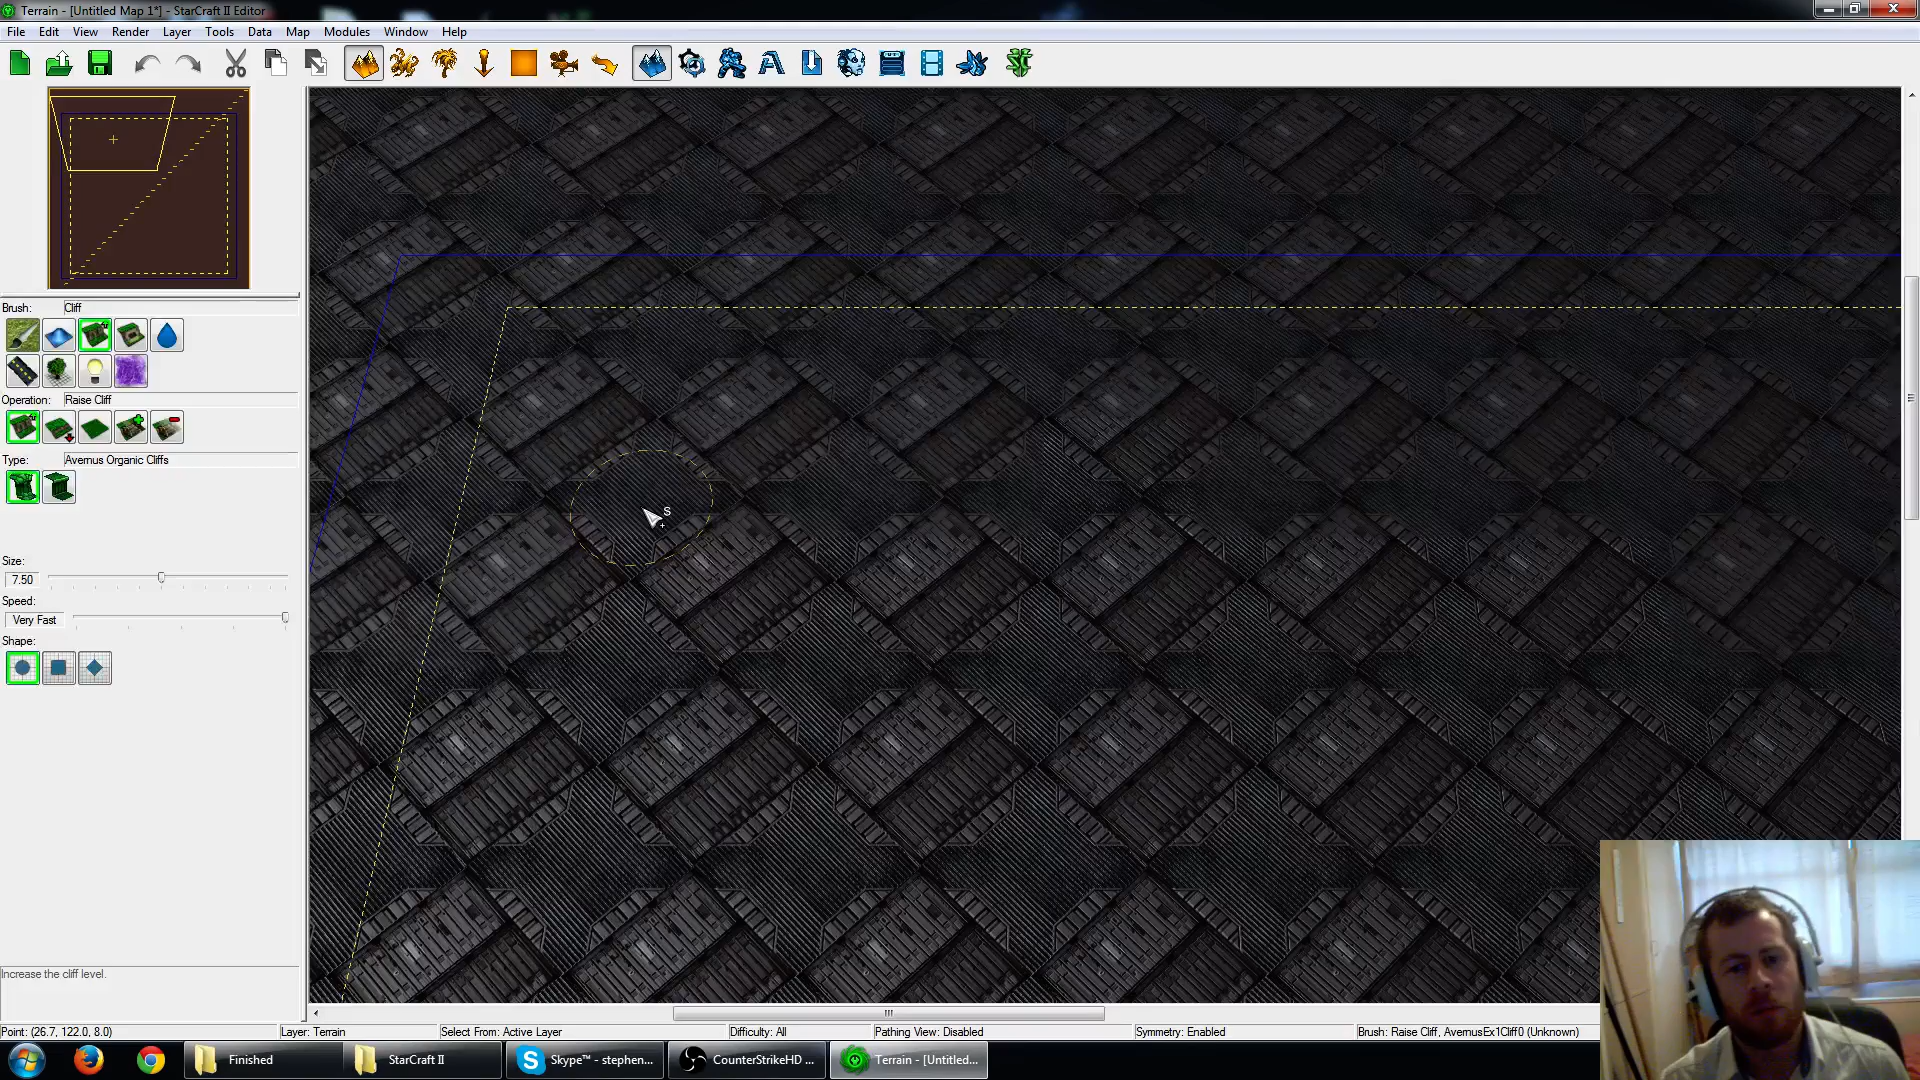 Terrain - [Untitled Map 1*] - StarCraft II Editor
File Edit View Render Layer Tools Data Map Modules Window Help
Brush: Cliff
Operation: Raise Cliff
Type: Avernus Organic Cliffs
Size:
7.50
Speed:
Very Fast
Shape:
S
Increase the cliff level.
Point: (26.7, 122.0, 8.0) Layer: Terrain Select From: Active Layer Difficulty: All Pathing View: Disabled Symmetry: Enabled Brush: Raise Cliff, AvernusEx1Cliff0 (Unknown)
Finished StarCraft II Skype™ - stephen... CounterStrikeHD ... Terrain - [Untitled...